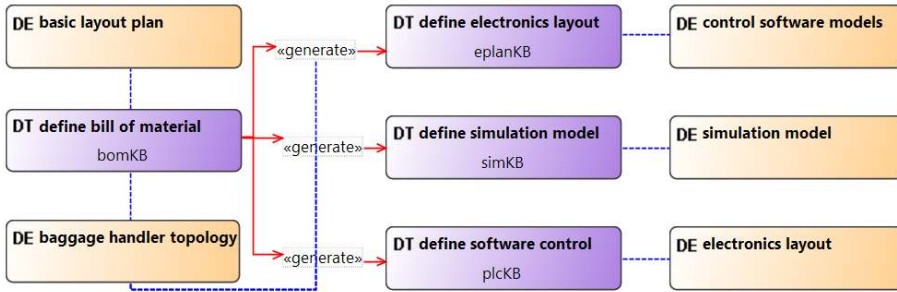 DE basic layout plan
«generate»
DT define electronics layout
eplanKB
DE control software models
DT define bill of material
bomKB
«generate»
DT define simulation model
simKB
DE simulation model
DE baggage handler topology
«generate»
DT define software control
plcKB
DE electronics layout